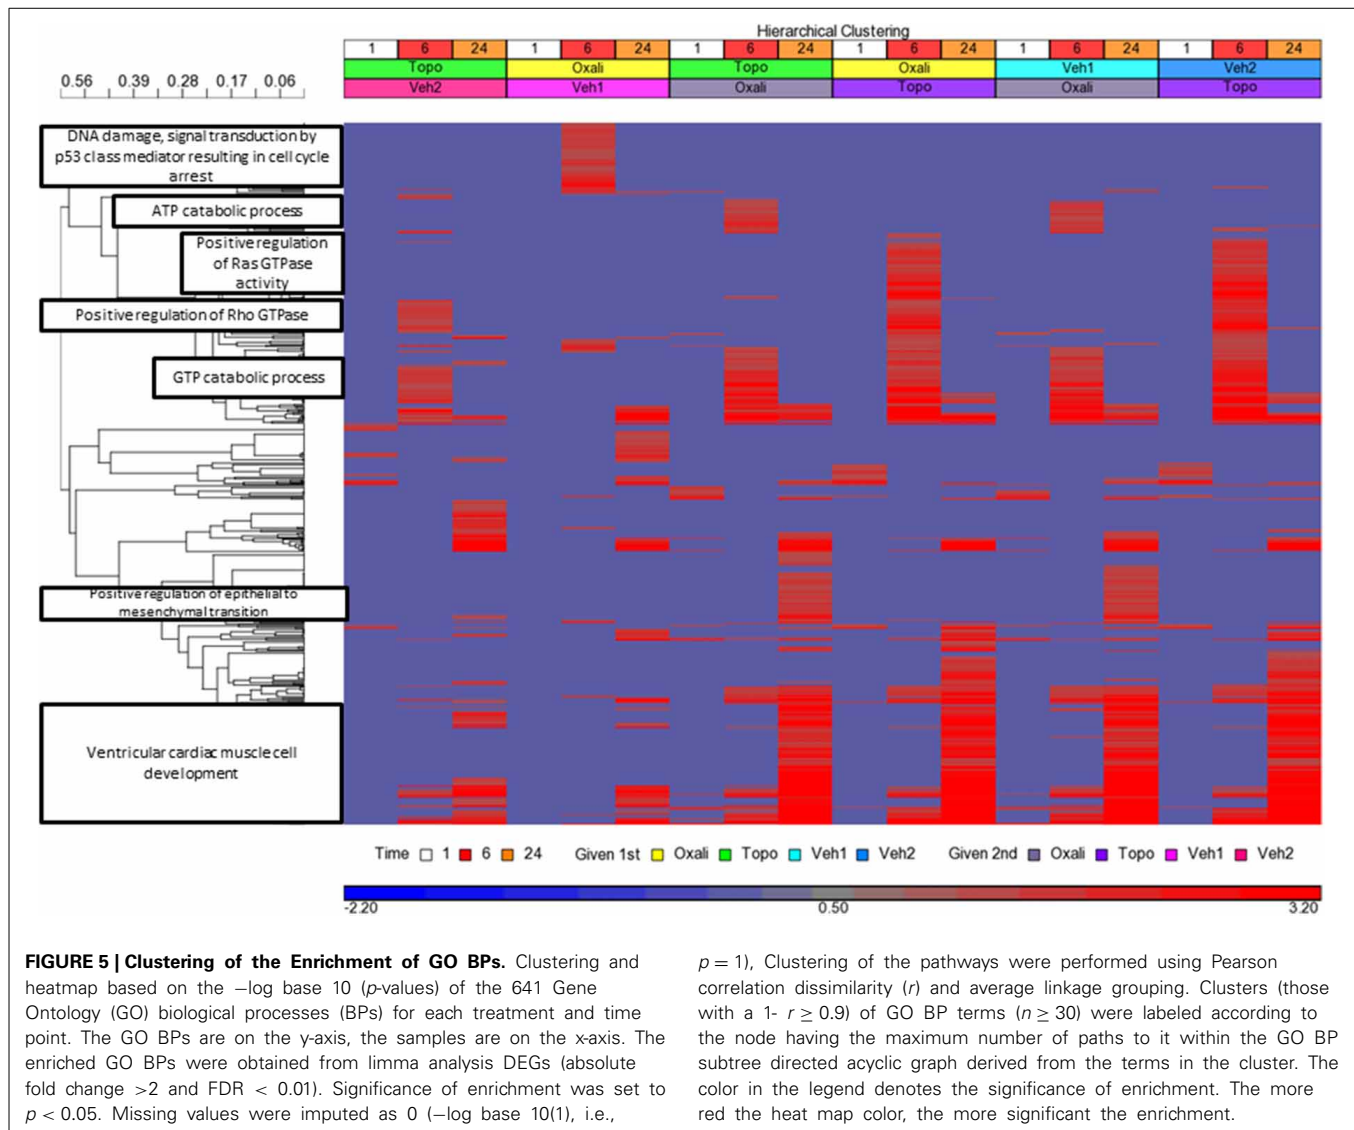 Hierarchical Clustering
1 6 24 1 6 24 1 6 24 1 6 24 1 6 24 1 6 24
Topo Oxali Topo Oxali Veh1 Veh2
Veh2 Veh1 Oxali Topo Oxali Topo
0.56 0.39 0.28 0.17 0.06
DNA damage, signal transduction by
p53 class mediator resulting in cell cycle
arrest
ATP catabolic process
Positive regulation
of Ras GTPase
activity
Positive regulation of Rho GTPase
GTP catabolic process
Positive regulation of epithelial to
mesenchymal transition
Ventricular cardiac muscle cell
development
Time 1 6 24 Given 1st Oxali Topo Veh1 Veh2 Given 2nd Oxali Topo Veh1 Veh2
-2.20 0.50 3.20
FIGURE 5 | Clustering of the Enrichment of GO BPs. Clustering and
heatmap based on the −log base 10 (p-values) of the 641 Gene
Ontology (GO) biological processes (BPs) for each treatment and time
point. The GO BPs are on the y-axis, the samples are on the x-axis. The
enriched GO BPs were obtained from limma analysis DEGs (absolute
fold change >2 and FDR < 0.01). Significance of enrichment was set to
p < 0.05. Missing values were imputed as 0 (−log base 10(1), i.e.,
p = 1), Clustering of the pathways were performed using Pearson
correlation dissimilarity (r) and average linkage grouping. Clusters (those
with a 1- r ≥ 0.9) of GO BP terms (n ≥ 30) were labeled according to
the node having the maximum number of paths to it within the GO BP
subtree directed acyclic graph derived from the terms in the cluster. The
color in the legend denotes the significance of enrichment. The more
red the heat map color, the more significant the enrichment.